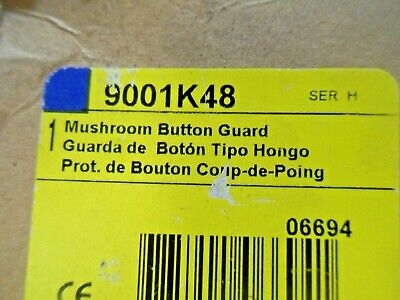 9001K48 SER H
1 Mushroom Button Guard
Guarda de Botón Tipo Hongo
Prot. de Bouton Coup-de-Poing
06694
CE